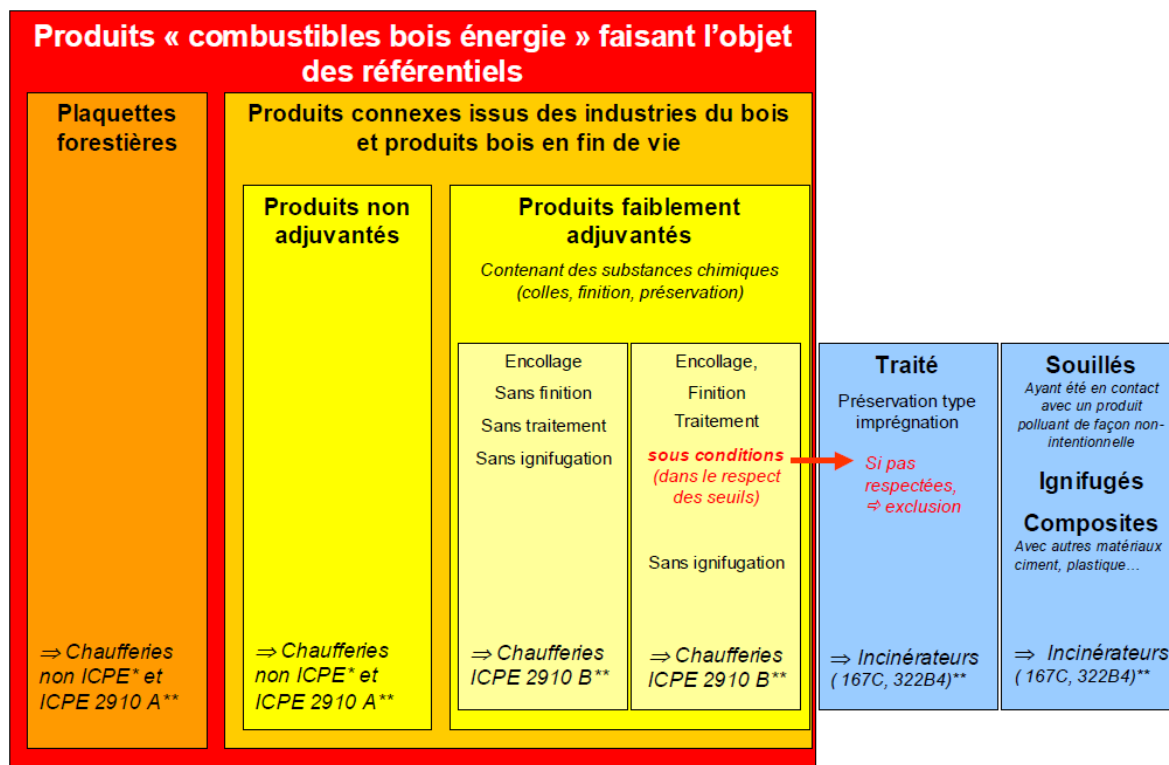 Produits « combustibles bois énergie » faisant l’objet
des référentiels
Plaquettes
forestières
⇒ Chaufferies
non ICPE* et
ICPE 2910 A**
Produits connexes issus des industries du bois
et produits bois en fin de vie
Produits non
adjuvantés
⇒ Chaufferies
non ICPE* et
ICPE 2910 A**
Produits faiblement
adjuvantés
Contenant des substances chimiques
(colles, finition, préservation)
Encollage
Sans finition
Sans traitement
Sans ignifugation
⇒ Chaufferies
ICPE 2910 B**
Encollage,
Finition
Traitement
sous conditions
(dans le respect
des seuils)
Sans ignifugation
⇒ Chaufferies
ICPE 2910 B**
Traité
Préservation type
imprégnation
Si pas
respectées,
⇨ exclusion
⇒ Incinérateurs
( 167C, 322B4)**
Souillés
Ayant été en contact
avec un produit
polluant de façon non-
intentionnelle
Ignifugés
Composites
Avec autres matériaux
ciment, plastique…
⇒ Incinérateurs
( 167C, 322B4)**